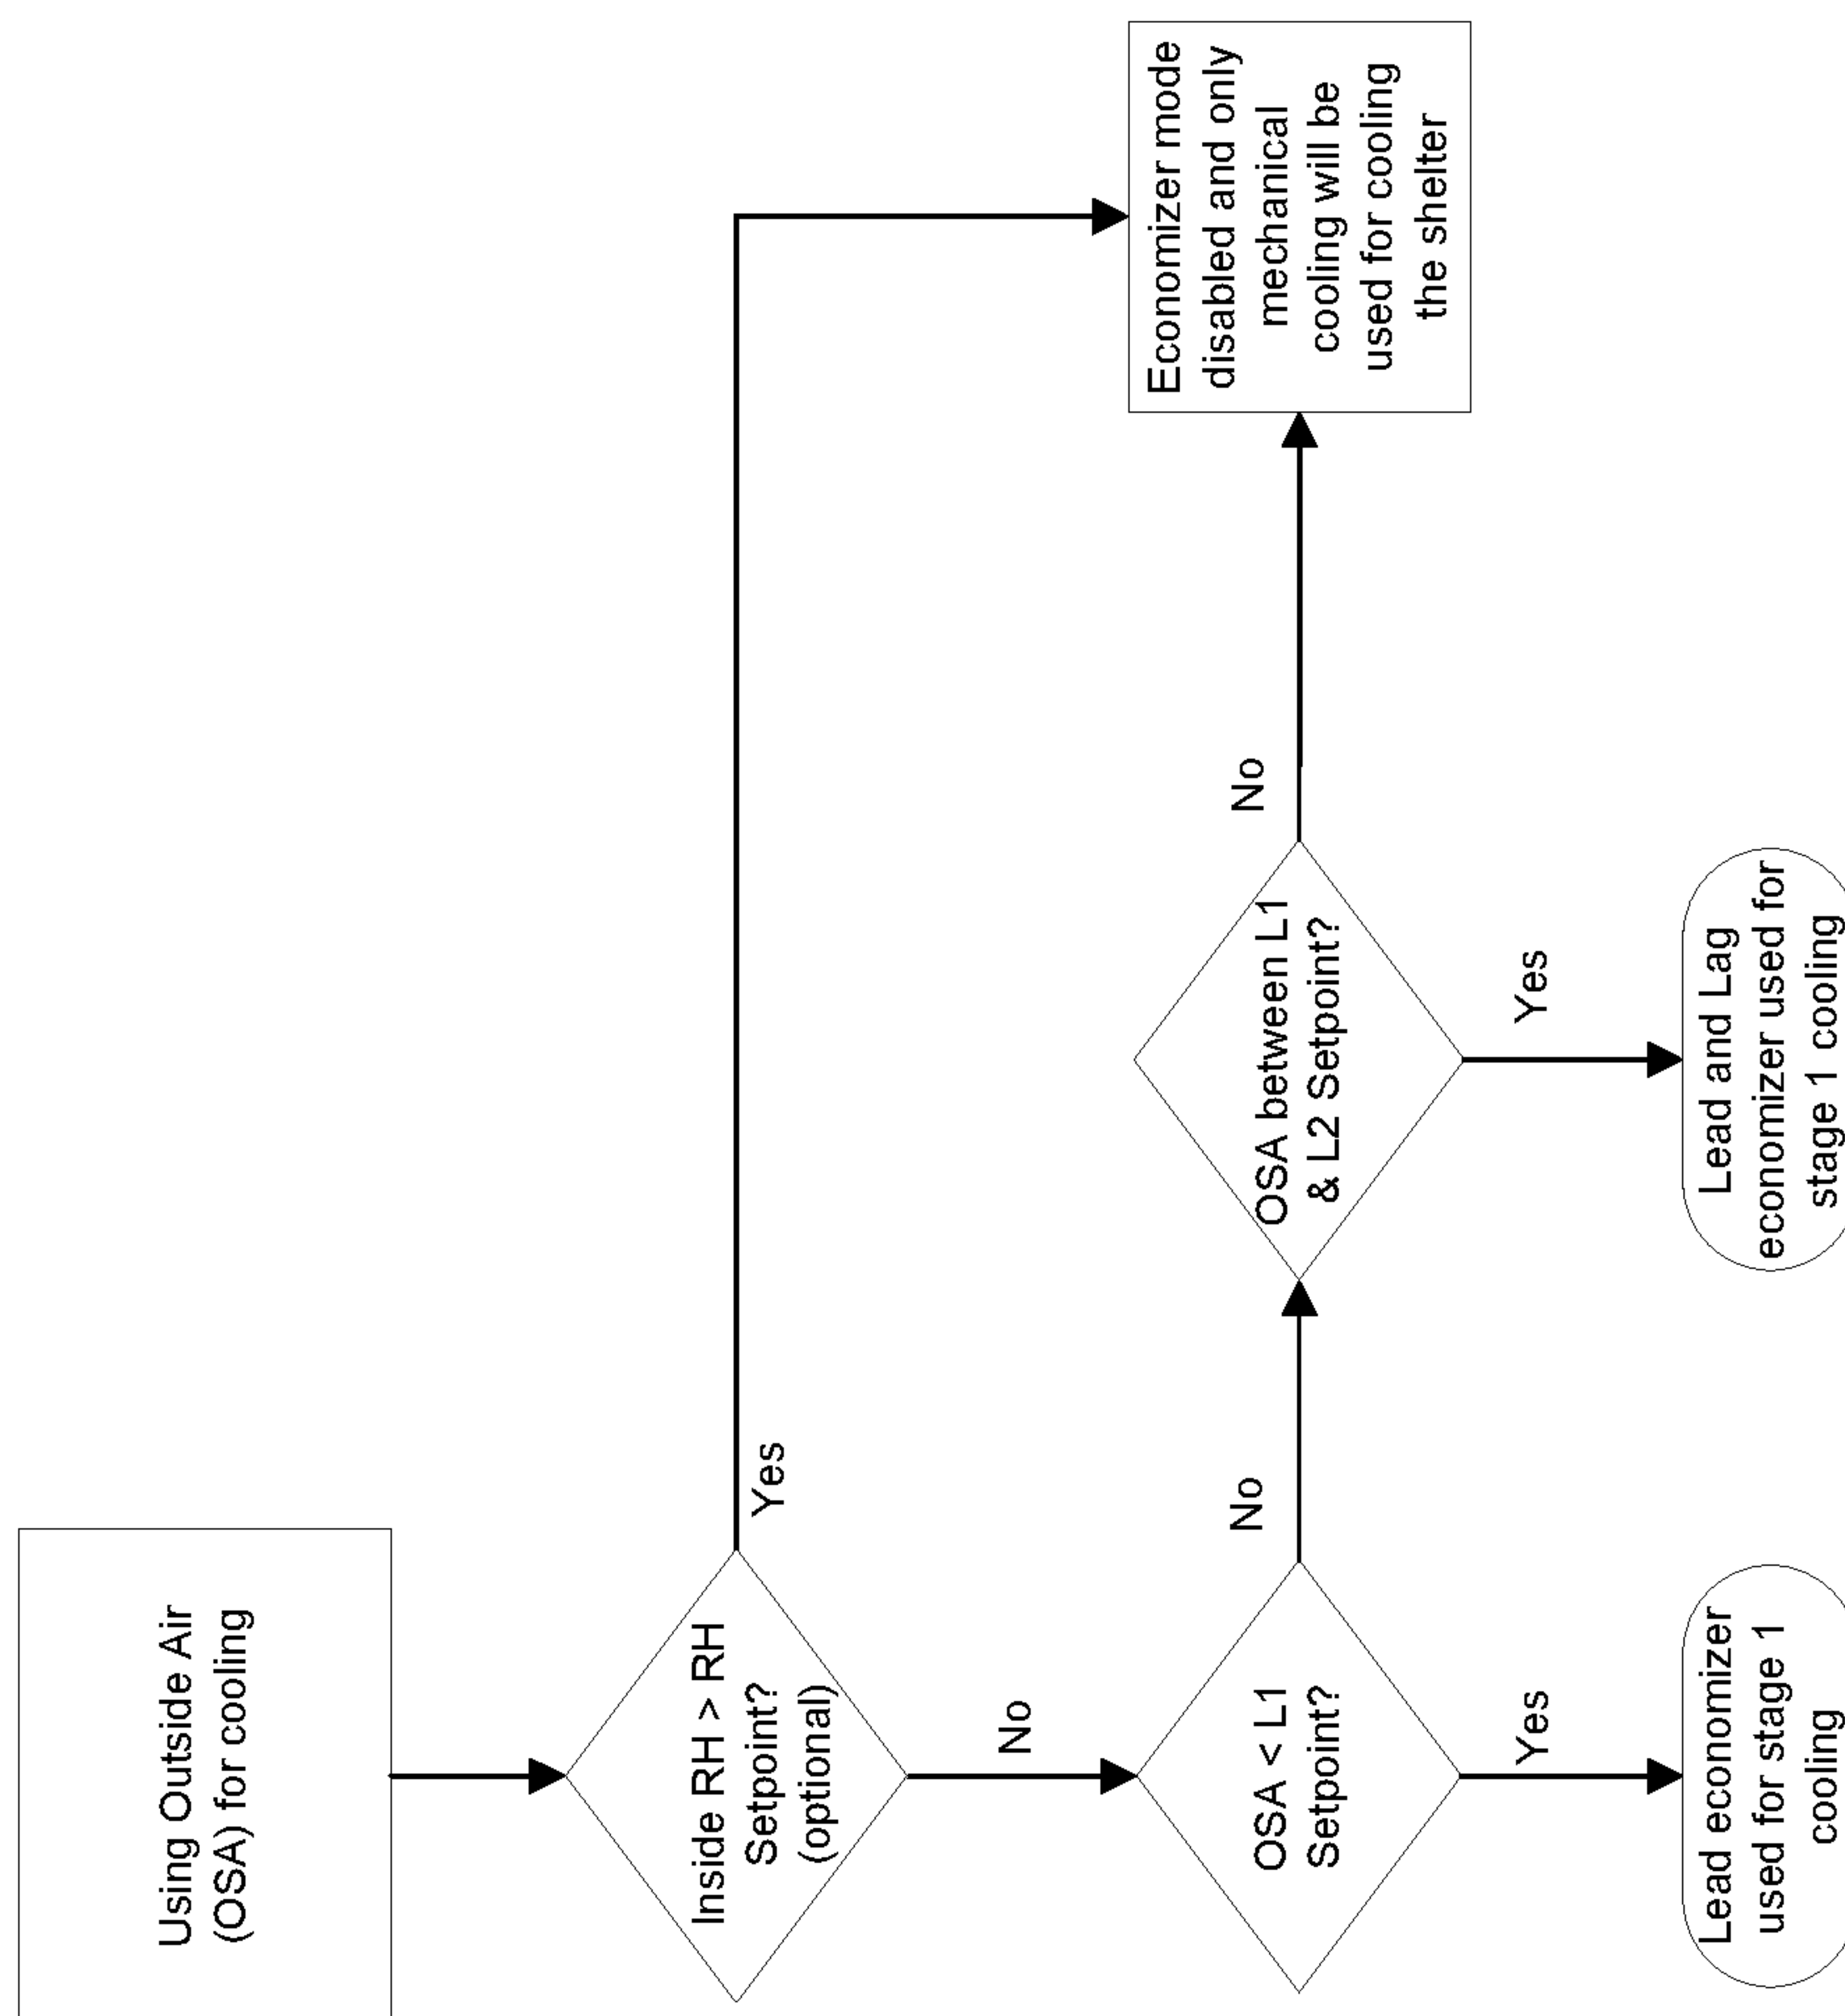 Using Outside Air
(OSA) for cooling
Inside RH > RH
Setpoint?
(optional)
Yes
No
OSA < L1
Setpoint?
No
Yes
OSA between L1
& L2 Setpoint?
No
Yes
Economizer mode
disabled and only
mechanical
cooling will be
used for cooling
the shelter
Lead economizer
used for stage 1
cooling
Lead and Lag
economizer used for
stage 1 cooling